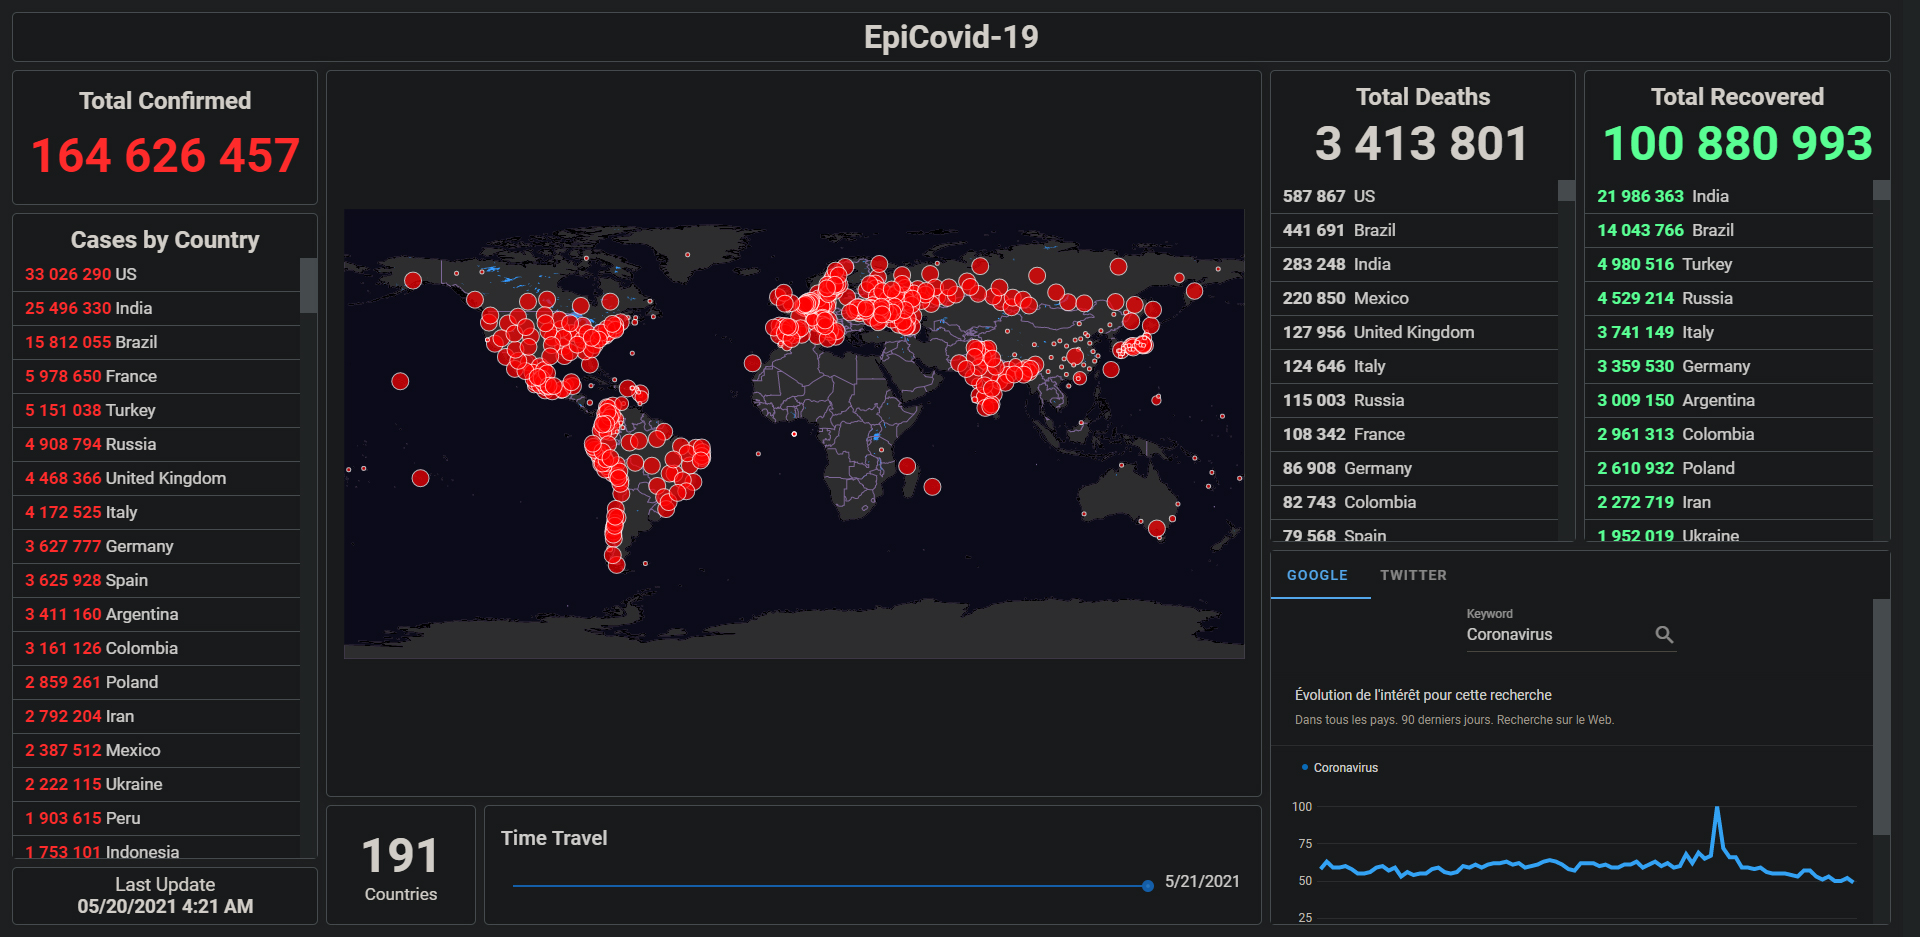 EpiCovid-19
Total Confirmed
164 626 457
Cases by Country
33 026 290 US
25 496 330 India
15 812 055 Brazil
5 978 650 France
5 151 038 Turkey
4 908 794 Russia
4 468 366 United Kingdom
4 172 525 Italy
3 627 777 Germany
3 625 928 Spain
3 411 160 Argentina
3 161 126 Colombia
2 859 261 Poland
2 792 204 Iran
2 387 512 Mexico
2 222 115 Ukraine
1 903 615 Peru
1 753 101 Indonesia
Last Update
05/20/2021 4:21 AM
191
Countries
Time Travel
5/21/2021
Total Deaths
3 413 801
587 867 US
441 691 Brazil
283 248 India
220 850 Mexico
127 956 United Kingdom
124 646 Italy
115 003 Russia
108 342 France
86 908 Germany
82 743 Colombia
79 568 Spain
Total Recovered
100 880 993
21 986 363 India
14 043 766 Brazil
4 980 516 Turkey
4 529 214 Russia
3 741 149 Italy
3 359 530 Germany
3 009 150 Argentina
2 961 313 Colombia
2 610 932 Poland
2 272 719 Iran
1 952 019 Ukraine
GOOGLE TWITTER
Keyword
Coronavirus
Évolution de l'intérêt pour cette recherche
Dans tous les pays. 90 derniers jours. Recherche sur le Web.
Coronavirus
100
75
50
25